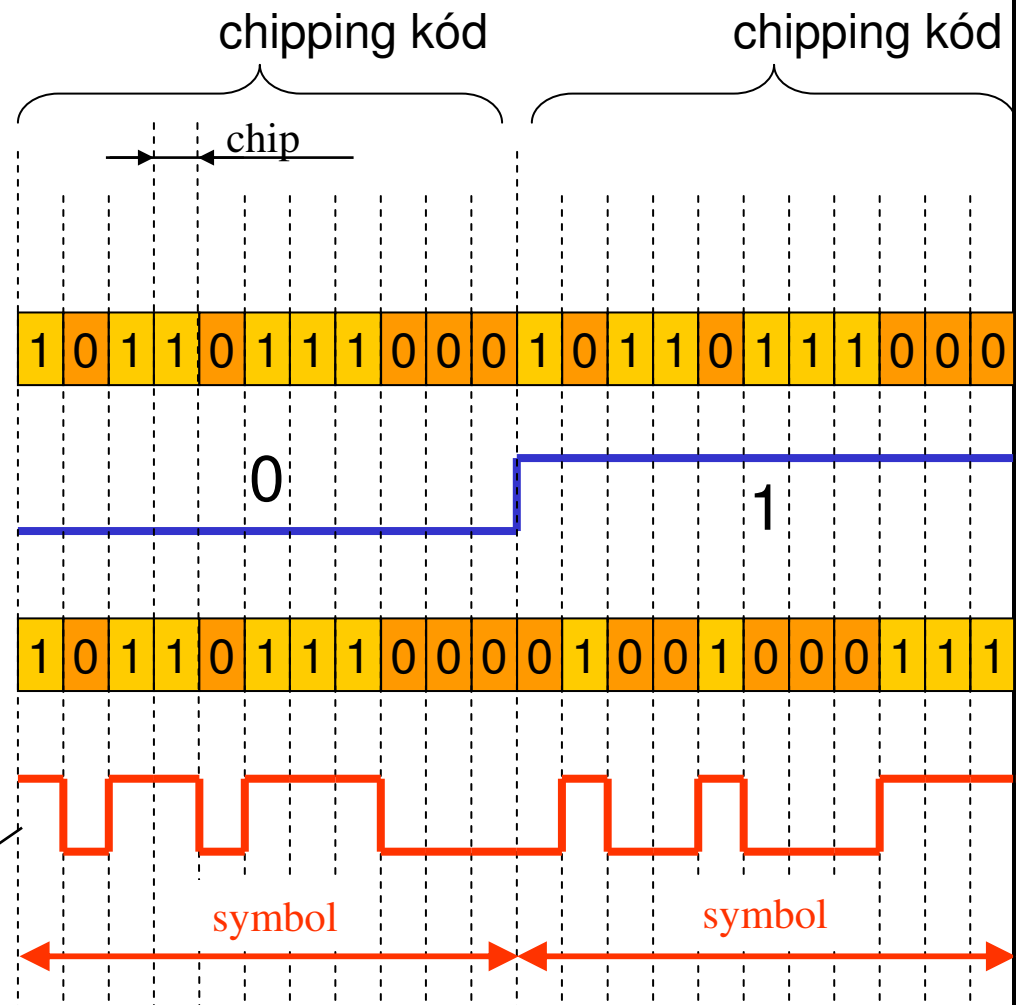 chipping kód chipping kód
chip
1 0 1 1 0 1 1 1 0 0 0 1 0 1 1 0 1 1 1 0 0 0
0
1
1 0 1 1 0 1 1 1 0 0 0 0 1 0 0 1 0 0 0 1 1 1
symbol symbol